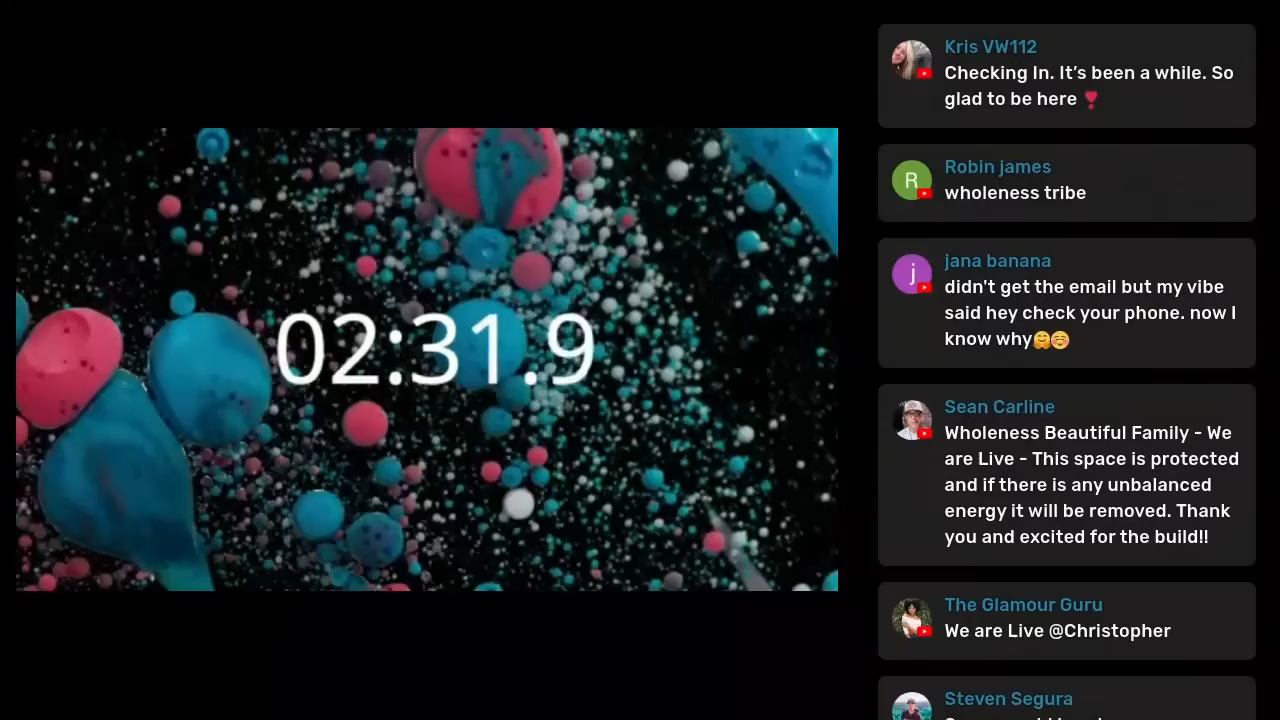 02:31.9
Kris VW112
Checking In. It’s been a while. So
glad to be here ❣️
R
Robin james
wholeness tribe
j
jana banana
didn't get the email but my vibe
said hey check your phone. now I
know why🤗☺️
Sean Carline
Wholeness Beautiful Family - We
are Live - This space is protected
and if there is any unbalanced
energy it will be removed. Thank
you and excited for the build!!
The Glamour Guru
We are Live @Christopher
Steven Segura